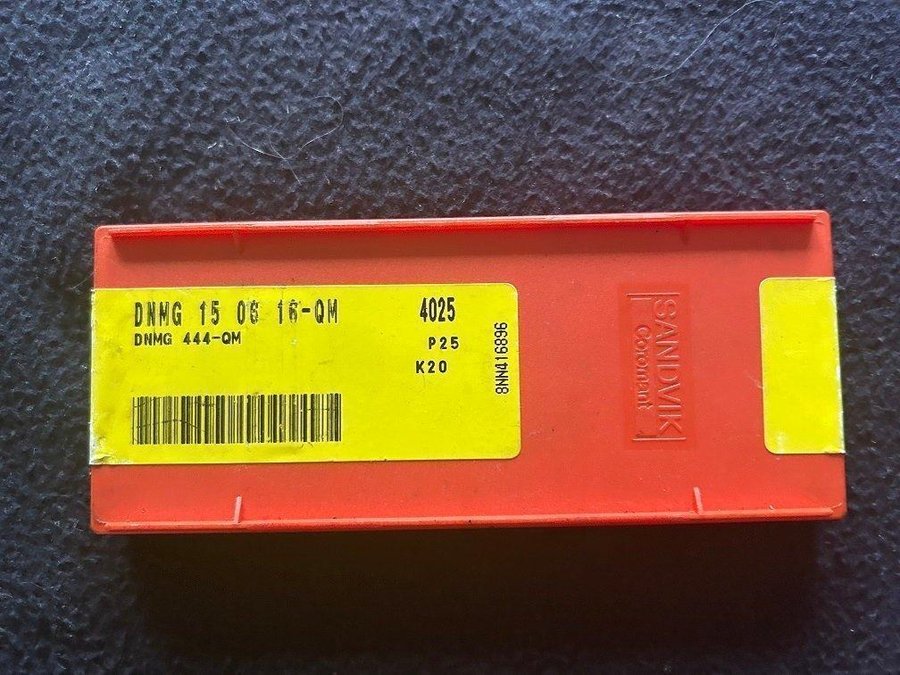 DNMG 15 06 16-QM
4025
DNMG 444-QM
P25
K20
8NN416896
SANDVIK
Coromant